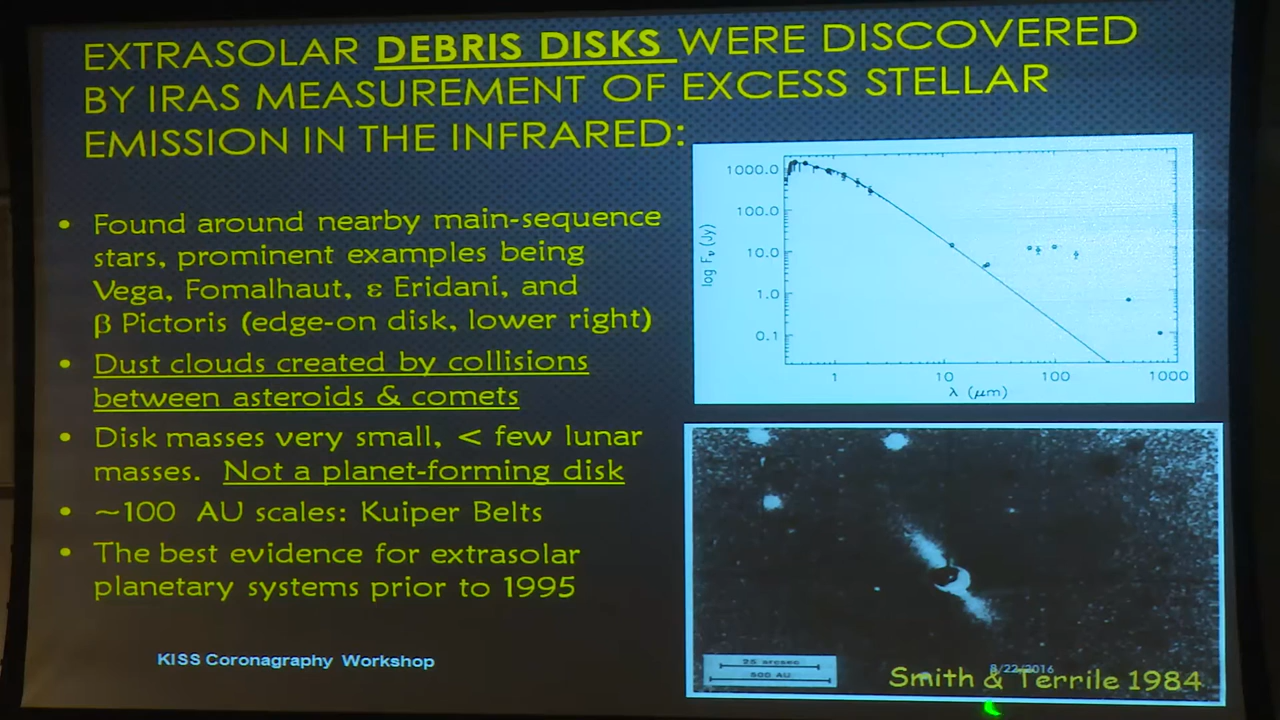 EXTRASOLAR DEBRIS DISKS WERE DISCOVERED
BY IRAS MEASUREMENT OF EXCESS STELLAR
EMISSION IN THE INFRARED:
• Found around nearby main-sequence
stars, prominent examples being
Vega, Fomalhaut, ε Eridani, and
β Pictoris (edge-on disk, lower right)
• Dust clouds created by collisions
between asteroids & comets
• Disk masses very small, < few lunar
masses. Not a planet-forming disk
• ~100 AU scales: Kuiper Belts
• The best evidence for extrasolar
planetary systems prior to 1995
KISS Coronagraphy Workshop
log Fν (Jy)
1000.0
100.0
10.0
1.0
0.1
1 10 100 1000
λ (μm)
25 arcsec
500 AU
8/22/2016
Smith & Terrile 1984